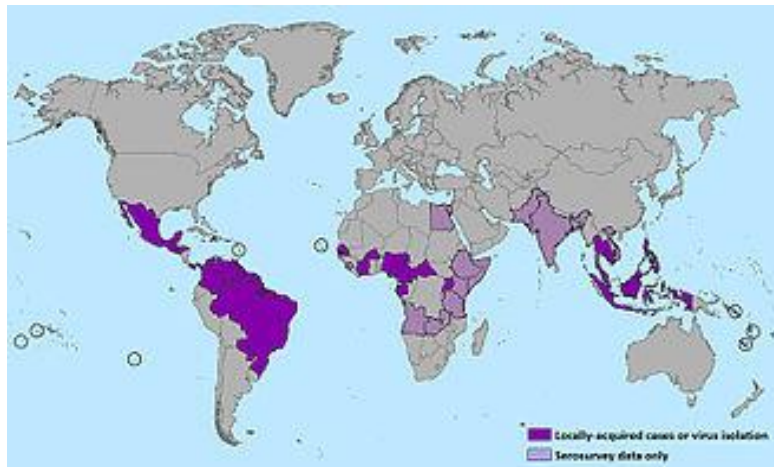 Locally-acquired cases or virus isolation
Serosurvey data only